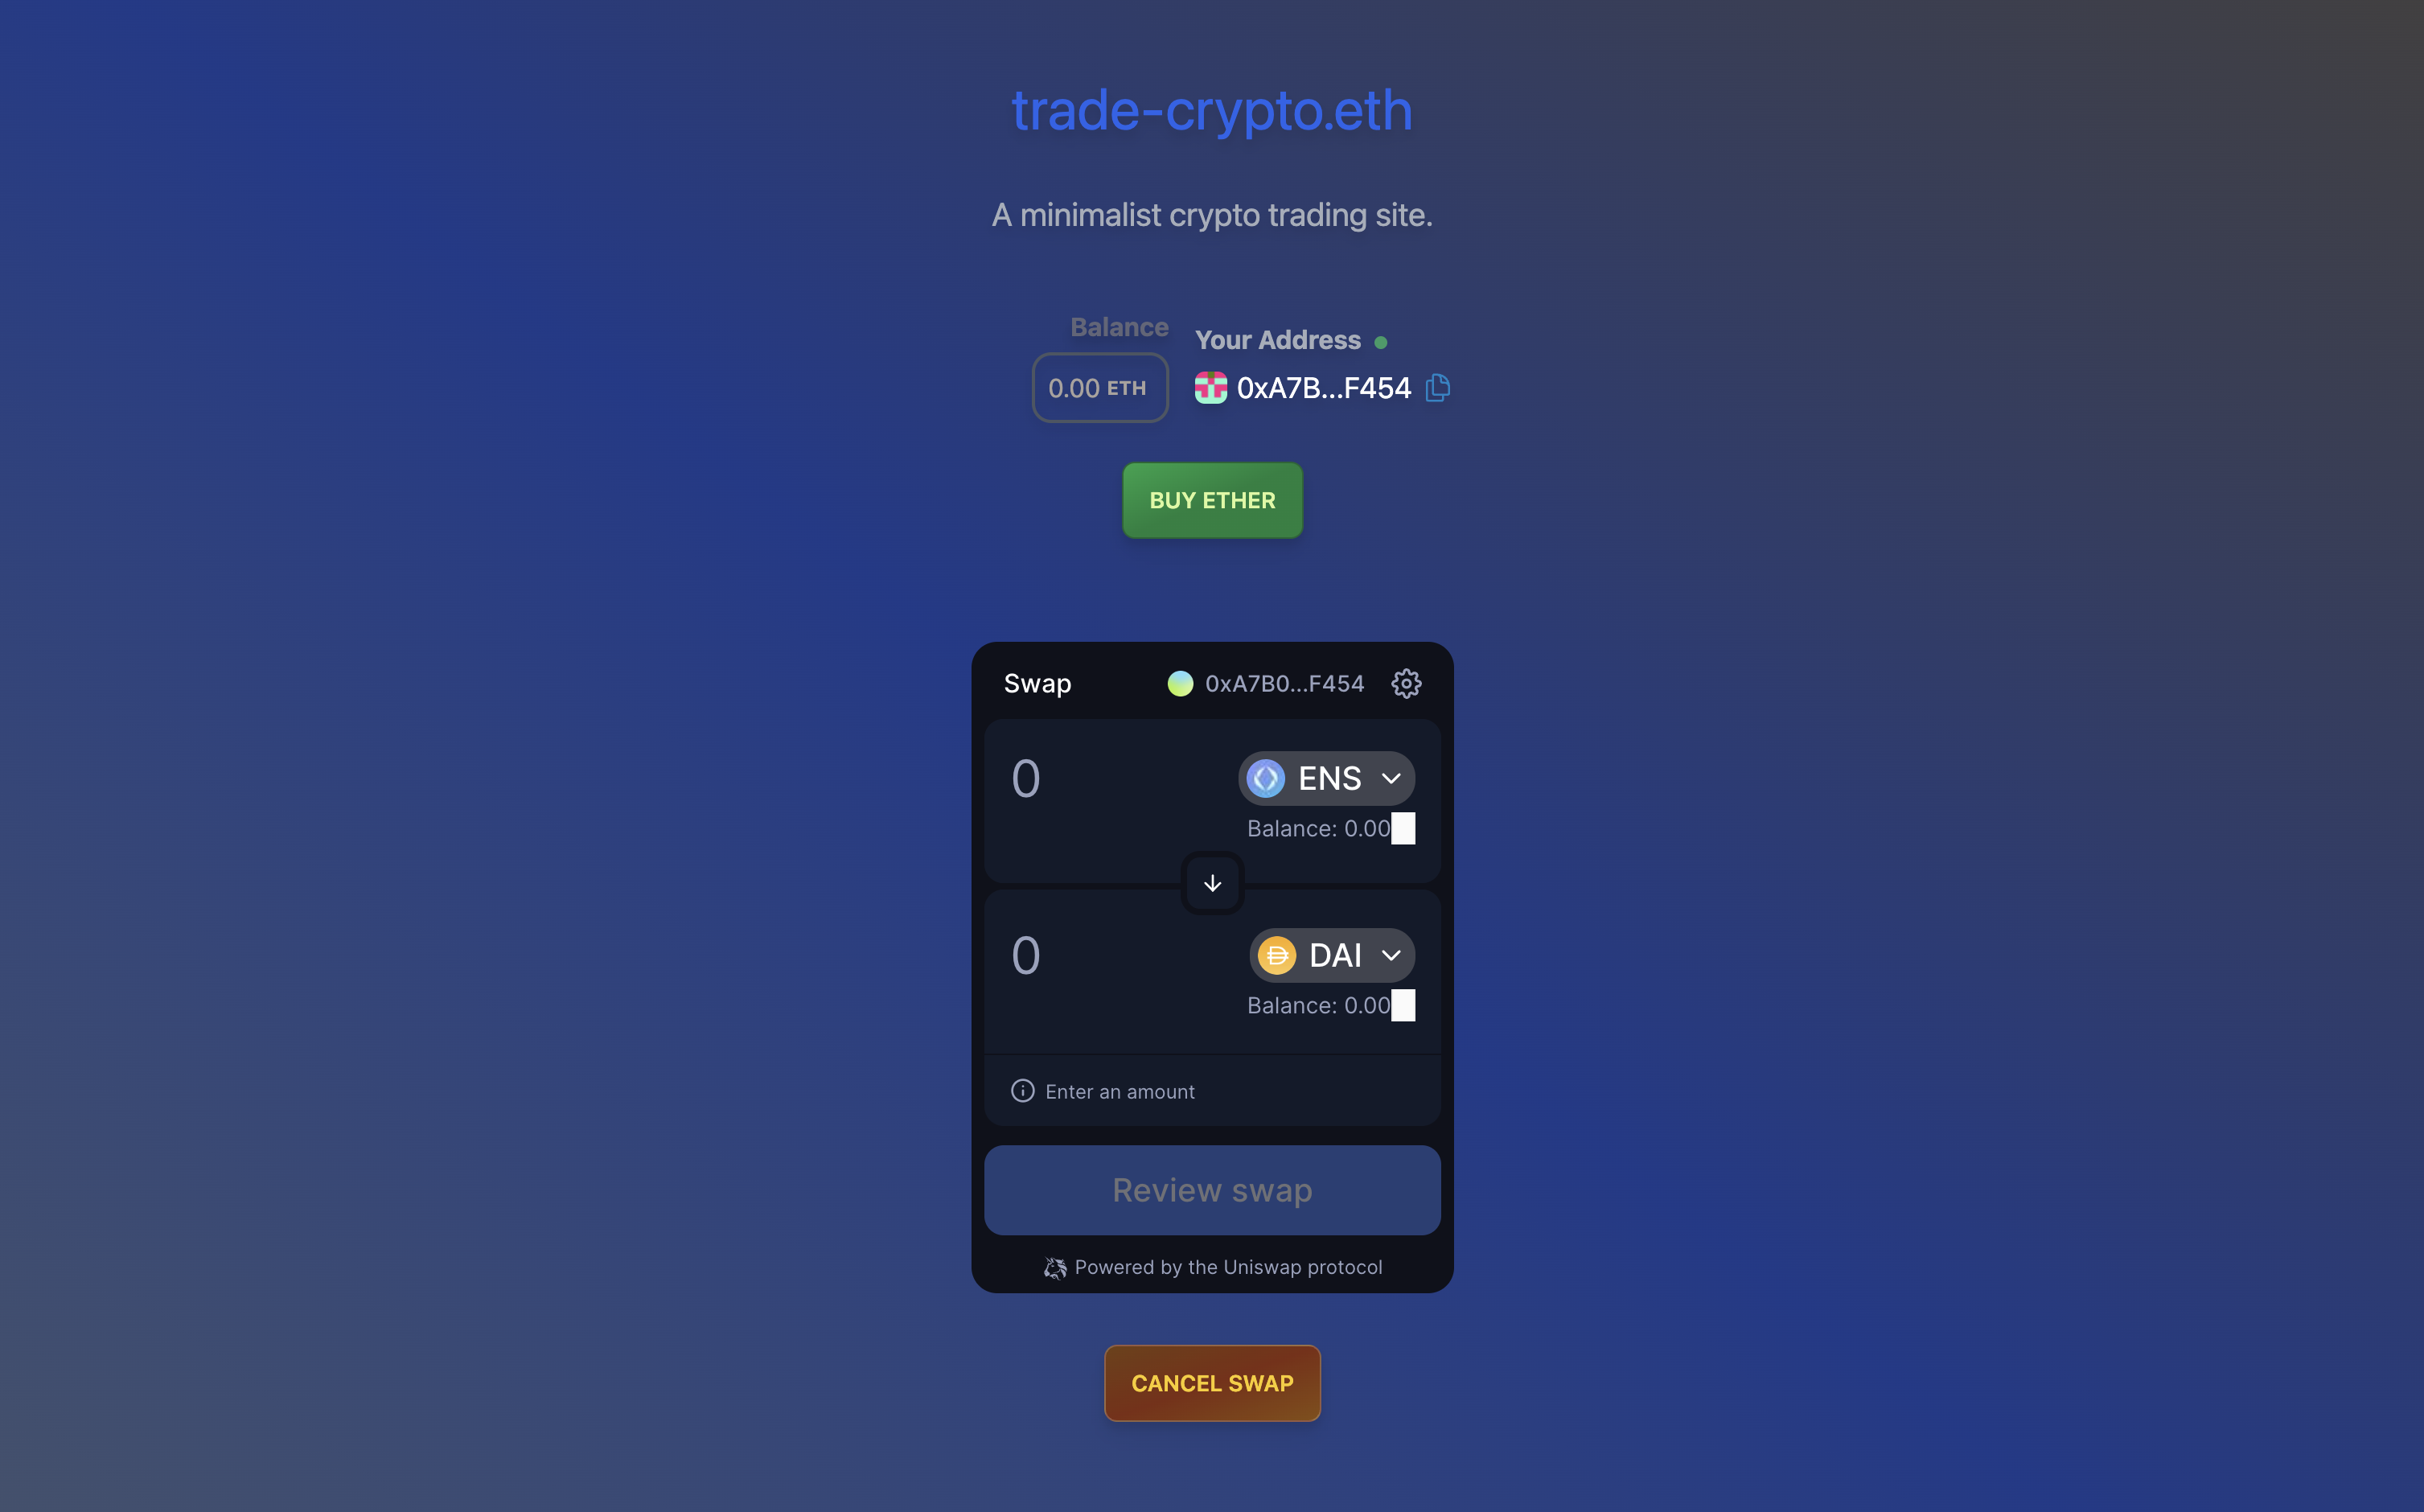 trade-crypto.eth
A minimalist crypto trading site.
Balance
0.00 ETH
Your Address
0xA7B...F454
BUY ETHER
Swap 0xA7B0...F454
0 ENS
Balance: 0.00
0 DAI
Balance: 0.00
Enter an amount
Review swap
Powered by the Uniswap protocol
CANCEL SWAP